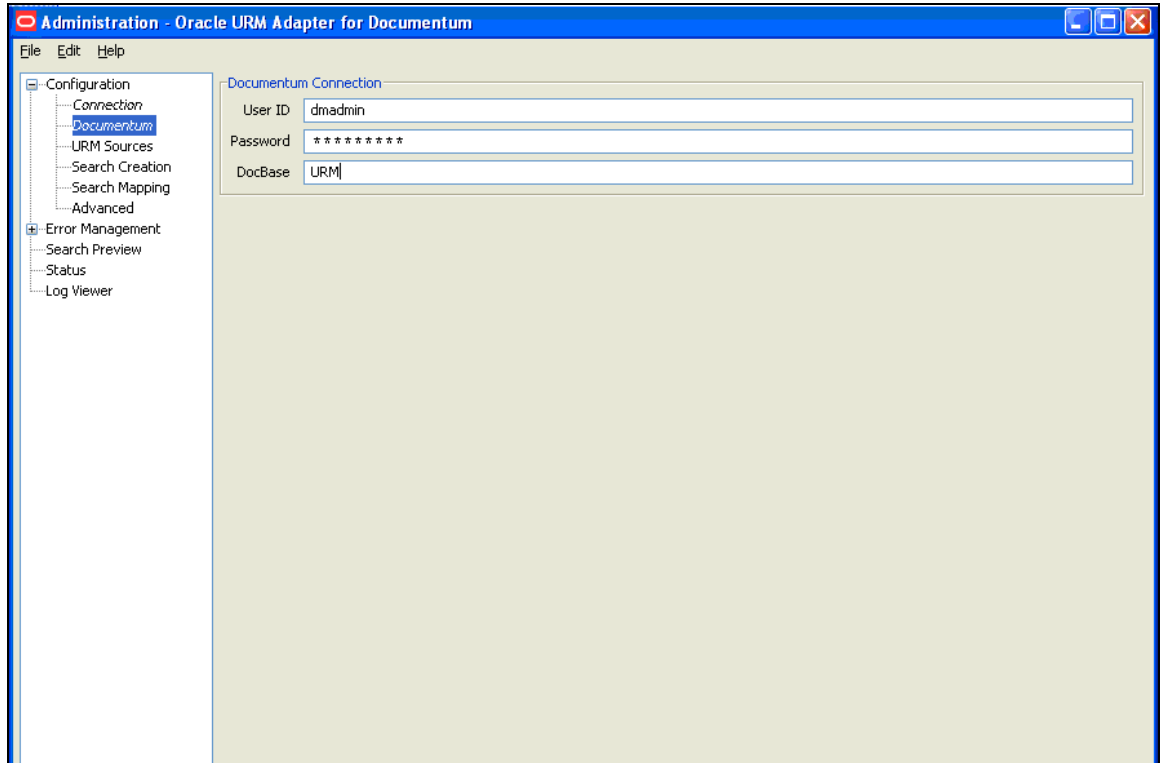 Administration - Oracle URM Adapter for Documentum
File Edit Help
Configuration
Connection
Documentum
URM Sources
Search Creation
Search Mapping
Advanced
Error Management
Search Preview
Status
Log Viewer
Documentum Connection
User ID dmadmin
Password *********
DocBase URM